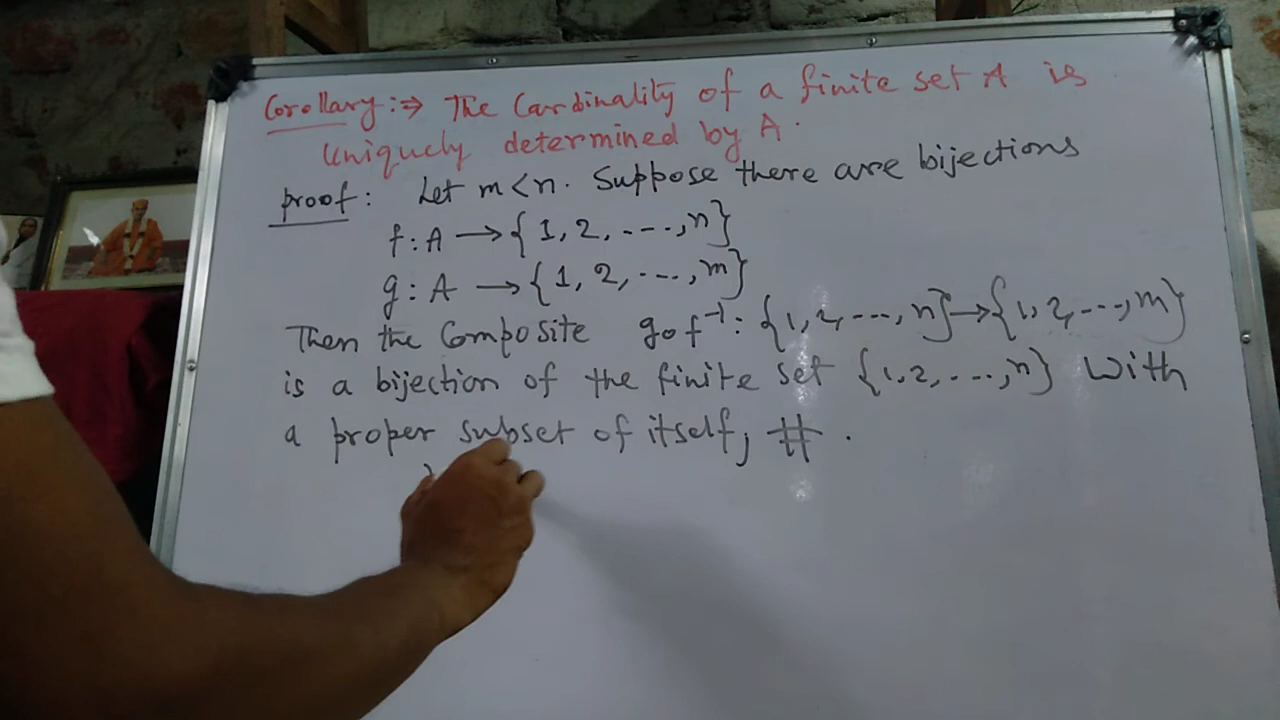 Corollary :⇒ The Cardinality of a finite set A is
Uniquely determined by A.
proof : Let m < n. Suppose there are bijections
f : A → {1, 2, ----, n}
g : A → {1, 2, ----, m}
Then the Composite gof⁻¹ : {1, 2, ---, n} → {1, 2, ---, m}
is a bijection of the finite set {1, 2, ---, n} With
a proper subset of itself, # .